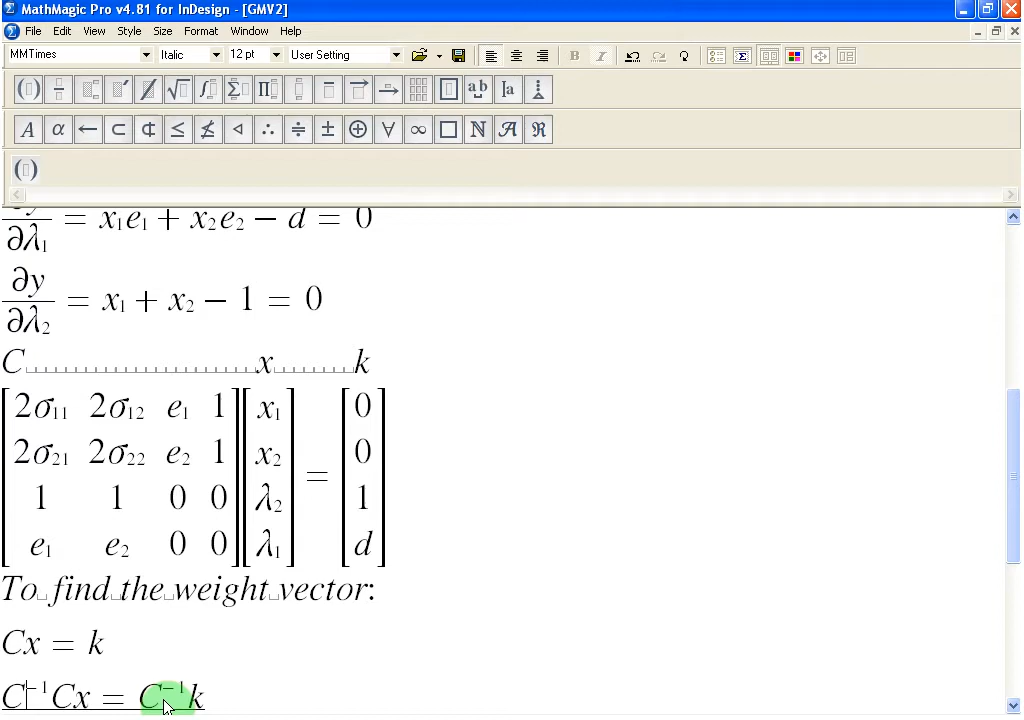 MathMagic Pro v4.81 for InDesign - [GMV2]
File Edit View Style Size Format Window Help
MMTimes Italic 12 pt User Setting
= x₁e₁ + x₂e₂ − d = 0
∂λ₁
∂y
= x₁ + x₂ − 1 = 0
∂λ₂
C x k
2σ₁₁ 2σ₁₂ e₁ 1 x₁ 0
2σ₂₁ 2σ₂₂ e₂ 1 x₂ 0
=
1 1 0 0 λ₂ 1
e₁ e₂ 0 0 λ₁ d
To find the weight vector:
Cx = k
C⁻¹Cx = C⁻¹k